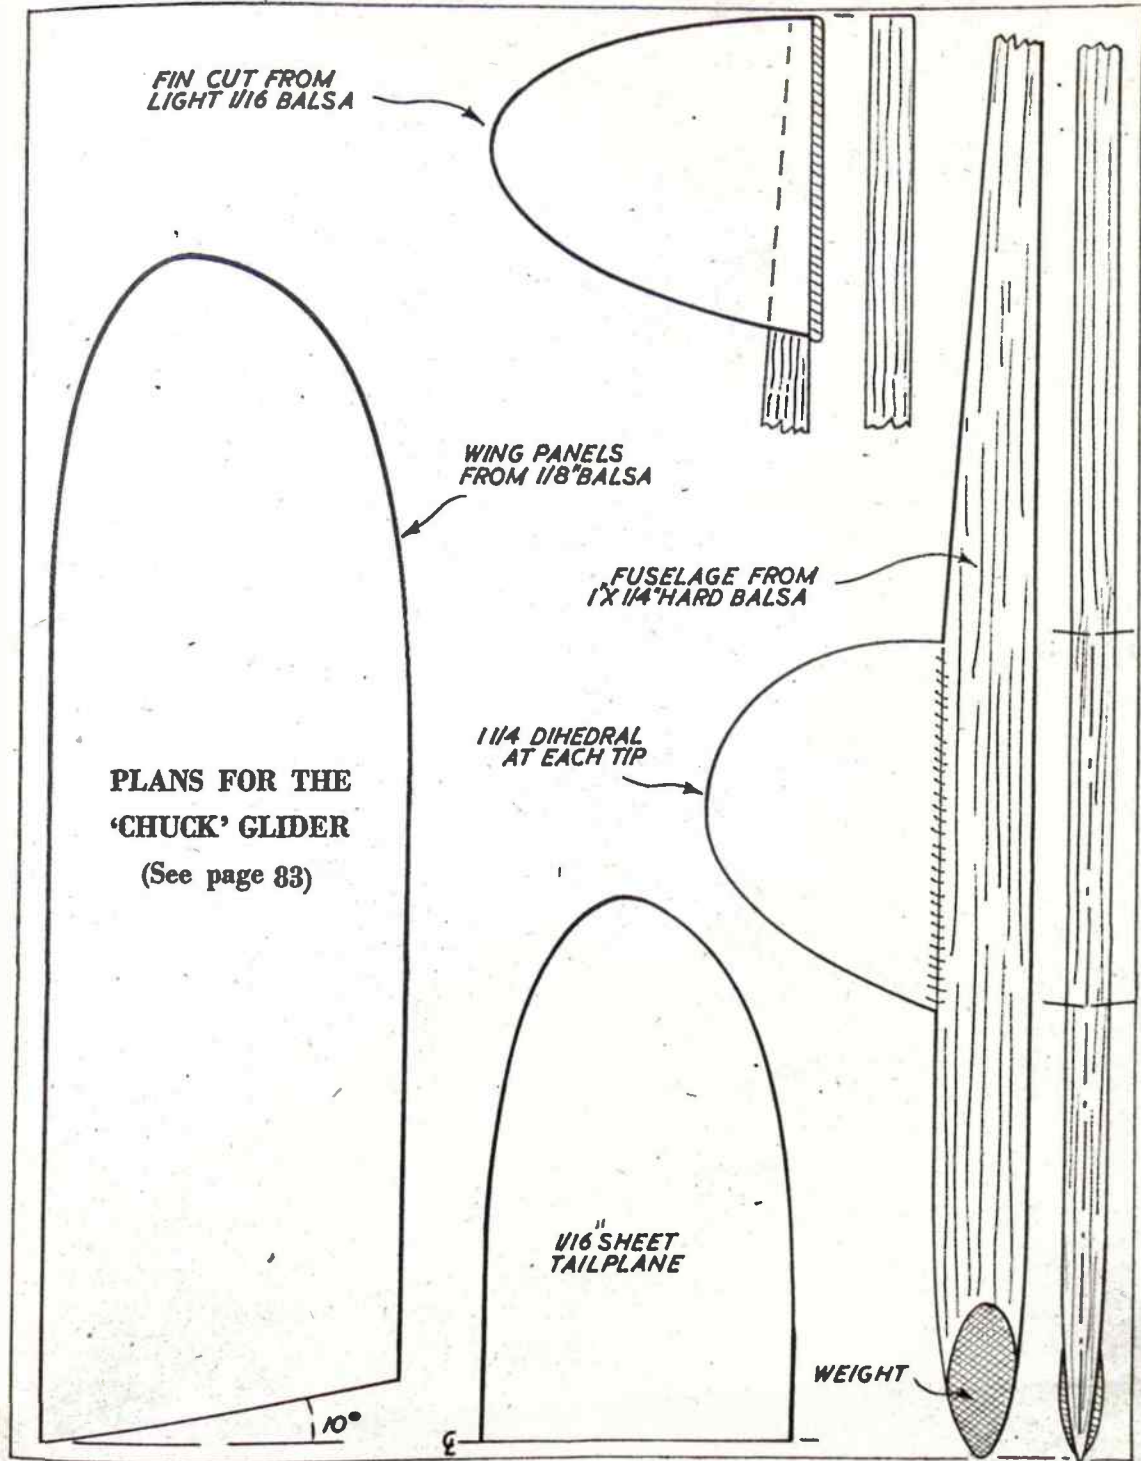 FIN CUT FROM
LIGHT 1/16 BALSA
WING PANELS
FROM 1/8" BALSA
FUSELAGE FROM
1"X 1/4" HARD BALSA
1 1/4 DIHEDRAL
AT EACH TIP
PLANS FOR THE
‘CHUCK’ GLIDER
(See page 83)
1/16" SHEET
TAILPLANE
WEIGHT
10°
℄